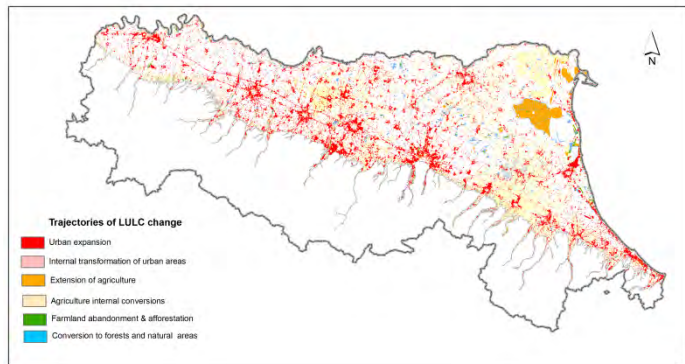 N
Trajectories of LULC change
Urban expansion
Internal transformation of urban areas
Extension of agriculture
Agriculture internal conversions
Farmland abandonment & afforestation
Conversion to forests and natural areas